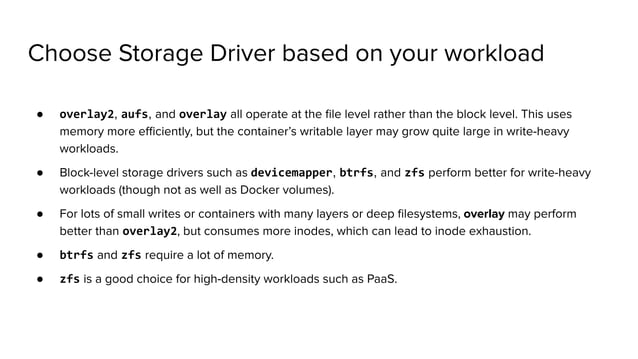 Choose Storage Driver based on your workload
● overlay2, aufs, and overlay all operate at the file level rather than the block level. This uses
memory more efficiently, but the container's writable layer may grow quite large in write-heavy
workloads.
● Block-level storage drivers such as devicemapper, btrfs, and zfs perform better for write-heavy
workloads (though not as well as Docker volumes).
● For lots of small writes or containers with many layers or deep filesystems, overlay may perform
better than overlay2, but consumes more inodes, which can lead to inode exhaustion.
● btrfs and zfs require a lot of memory.
● zfs is a good choice for high-density workloads such as PaaS.